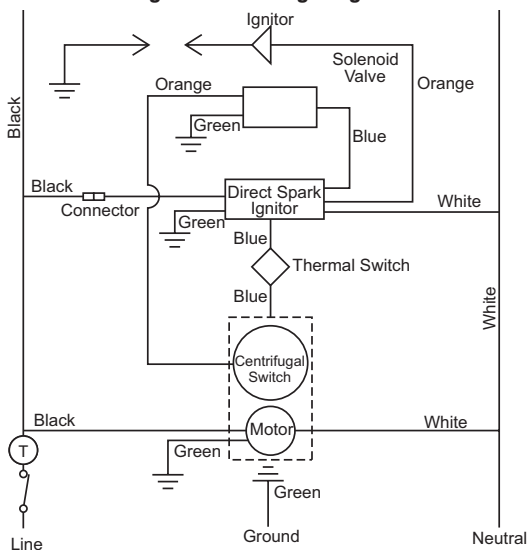 Ignitor
Solenoid
Valve
Orange
Orange
Black
Green
Blue
Black
Connector
Direct Spark
Ignitor
White
Green
Blue
Thermal Switch
Blue
White
Centrifugal
Switch
Black
Motor
White
T
Green
Green
Ground
Line
Neutral